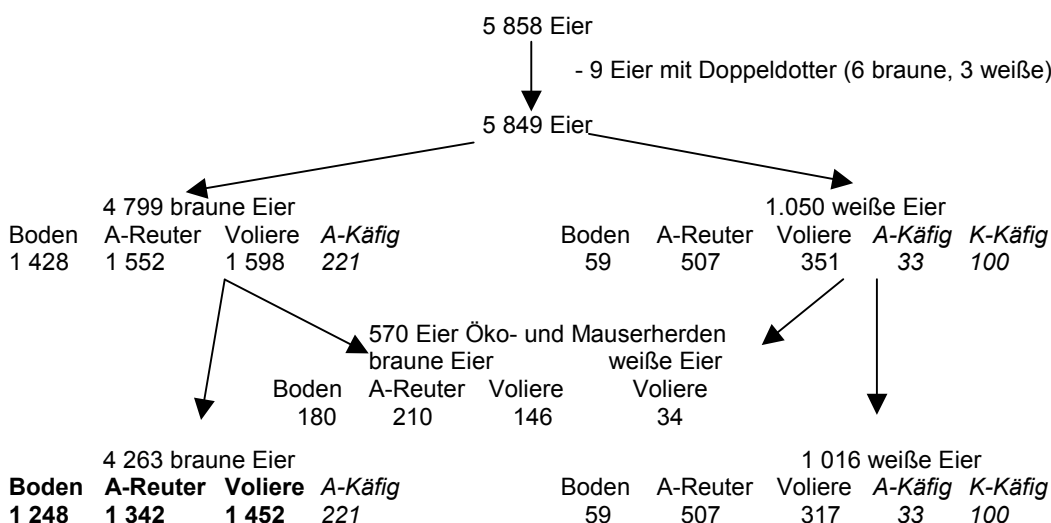 5 858 Eier
- 9 Eier mit Doppeldotter (6 braune, 3 weiße)
5 849 Eier
4 799 braune Eier
Boden A-Reuter Voliere A-Käfig
1 428 1 552 1 598 221
1.050 weiße Eier
Boden A-Reuter Voliere A-Käfig K-Käfig
59 507 351 33 100
570 Eier Öko- und Mauserherden
braune Eier weiße Eier
Boden A-Reuter Voliere Voliere
180 210 146 34
4 263 braune Eier
Boden A-Reuter Voliere A-Käfig
1 248 1 342 1 452 221
1 016 weiße Eier
Boden A-Reuter Voliere A-Käfig K-Käfig
59 507 317 33 100